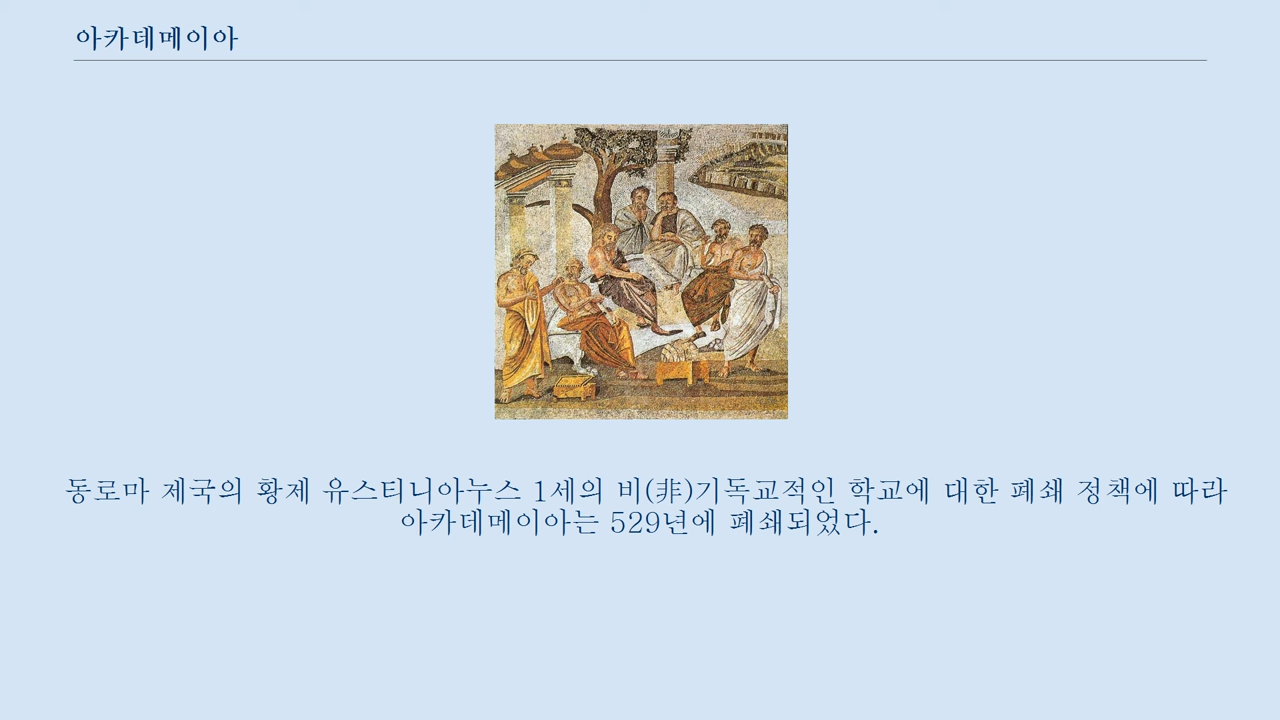 아카데메이아
동로마 제국의 황제 유스티니아누스 1세의 비(非)기독교적인 학교에 대한 폐쇄 정책에 따라
아카데메이아는 529년에 폐쇄되었다.